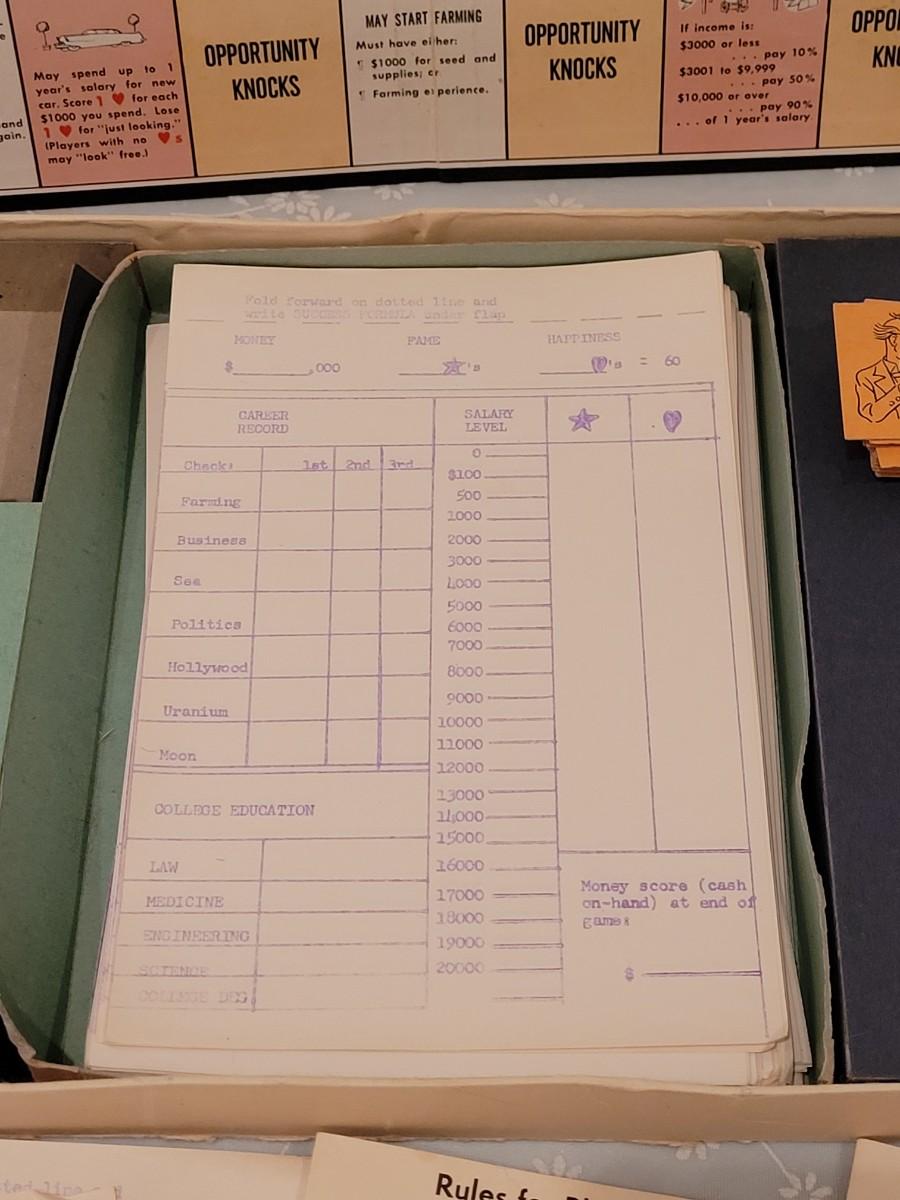 and
gain.
May spend up to 1
year's salary for new
car. Score 1 ♥ for each
$1000 you spend. Lose
1 ♥ for "just looking."
(Players with no ♥s
may "look" free.)
OPPORTUNITY
KNOCKS
MAY START FARMING
Must have either:
¶ $1000 for seed and
supplies; or
¶ Farming experience.
OPPORTUNITY
KNOCKS
If income is:
$3000 or less
. . . pay 10%
$3001 to $9,999
. . . pay 50%
$10,000 or over
. . . pay 90%
. . . of 1 year's salary.
Fold forward on dotted line and
write SUCCESS FORMULA under flap
MONEY FAME HAPPINESS
$________,000 ______☆'s ______♥'s = 60
CAREER
RECORD
SALARY
LEVEL
★ ♥
Check: 1st 2nd 3rd
Farming
Business
Sea
Politics
Hollywood
Uranium
Moon
COLLEGE EDUCATION
LAW
MEDICINE
ENGINEERING
SCIENCE
COLLEGE DEG
0
$100
500
1000
2000
3000
4000
5000
6000
7000
8000
9000
10000
11000
12000
13000
14000
15000
16000
17000
18000
19000
20000
Money score (cash
on-hand) at end of
game:
$
line
Rules